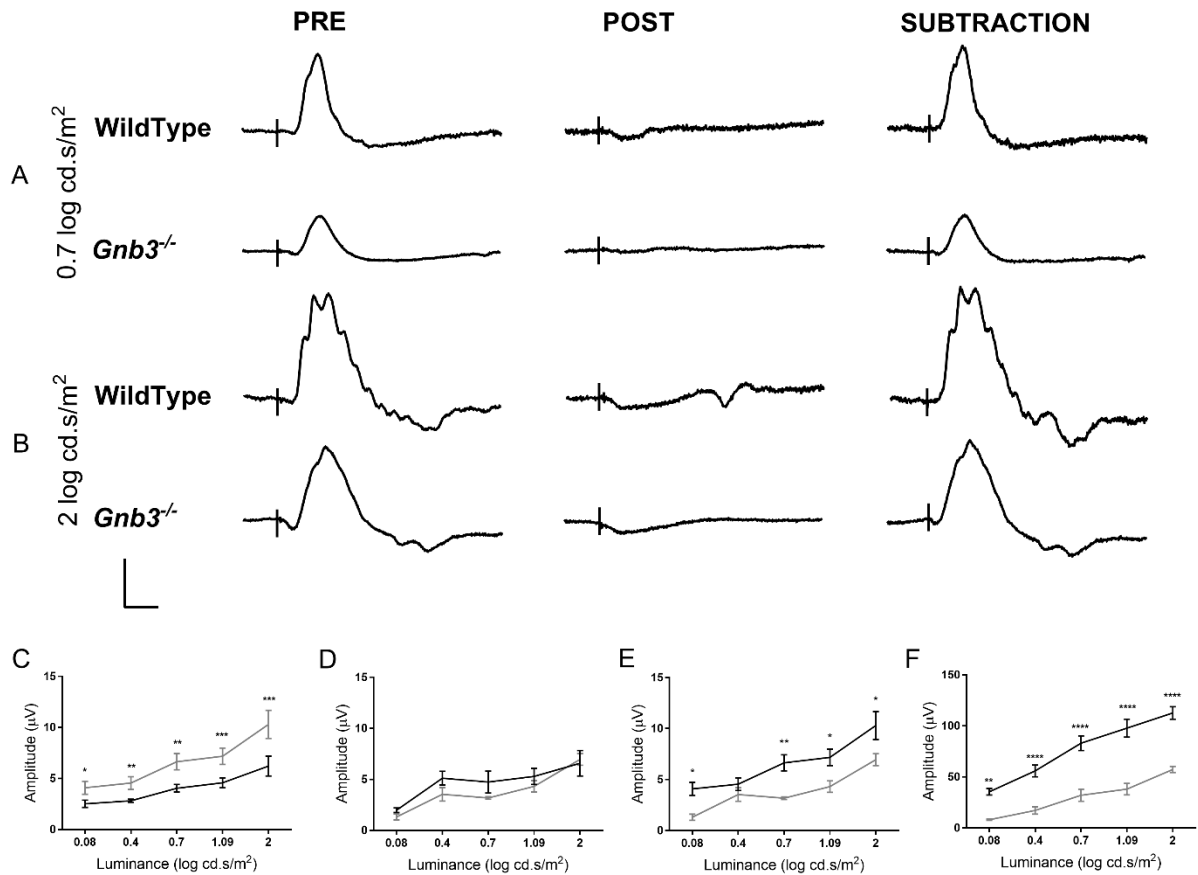 PRE POST SUBTRACTION
A
0.7 log cd.s/m²
WildType
Gnb3-/-
B
2 log cd.s/m²
WildType
Gnb3-/-
C
Amplitude (µV)
15
10
5
0
* ** ** *** ***
0.08 0.4 0.7 1.09 2
Luminance (log cd.s/m²)
D
Amplitude (µV)
15
10
5
0
0.08 0.4 0.7 1.09 2
Luminance (log cd.s/m²)
E
Amplitude (µV)
15
10
5
0
* ** * *
0.08 0.4 0.7 1.09 2
Luminance (log cd.s/m²)
F
Amplitude (µV)
150
100
50
0
** **** **** **** ****
0.08 0.4 0.7 1.09 2
Luminance (log cd.s/m²)